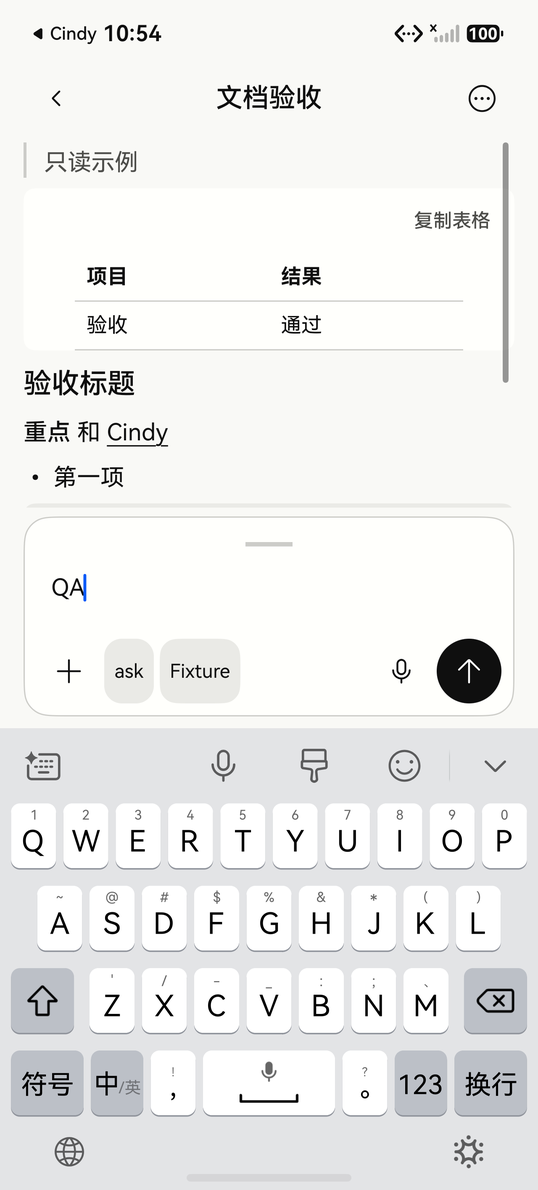 Cindy 10:54 100
文档验收
只读示例
复制表格
项目 结果
验收 通过
验收标题
重点 和 Cindy
• 第一项
QA
ask Fixture
1 2 3 4 5 6 7 8 9 0
Q W E R T Y U I O P
~ @ # $ % & * ( )
A S D F G H J K L
' / - _ : ; 、
Z X C V B N M
! ?
符号 中/英 , 。 123 换行